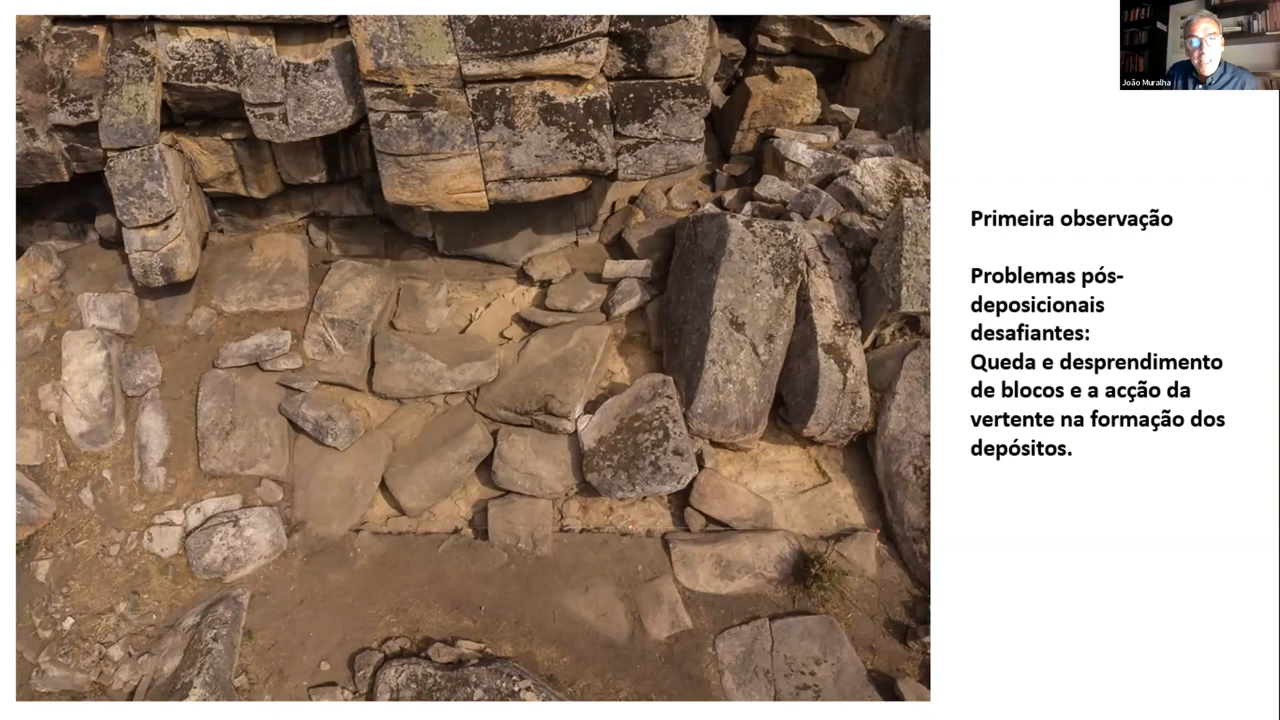 João Muralha
Primeira observação
Problemas pós-
deposicionais
desafiantes:
Queda e desprendimento
de blocos e a acção da
vertente na formação dos
depósitos.